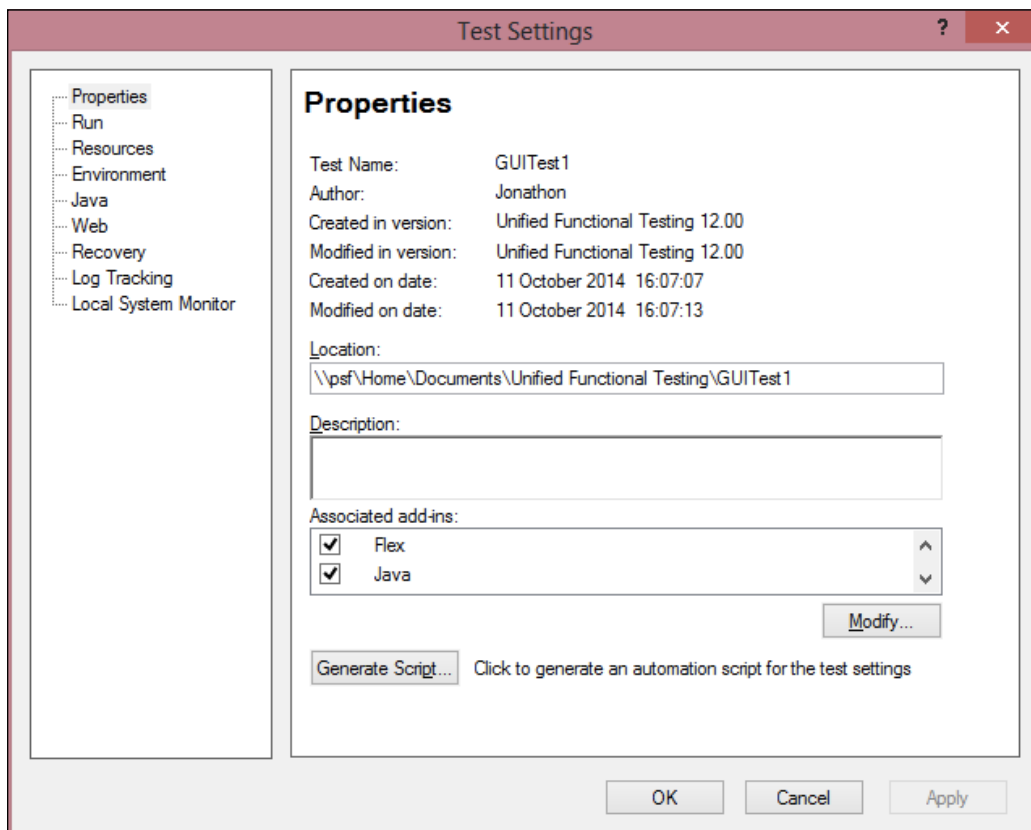 Test Settings
?
Properties
Run
Resources
Environment
Java
Web
Recovery
Log Tracking
Local System Monitor
Properties
Test Name: GUITest1
Author: Jonathon
Created in version: Unified Functional Testing 12.00
Modified in version: Unified Functional Testing 12.00
Created on date: 11 October 2014 16:07:07
Modified on date: 11 October 2014 16:07:13
Location:
\\psf\Home\Documents\Unified Functional Testing\GUITest1
Description:
Associated add-ins:
Flex
Java
Modify...
Generate Script... Click to generate an automation script for the test settings
OK Cancel Apply